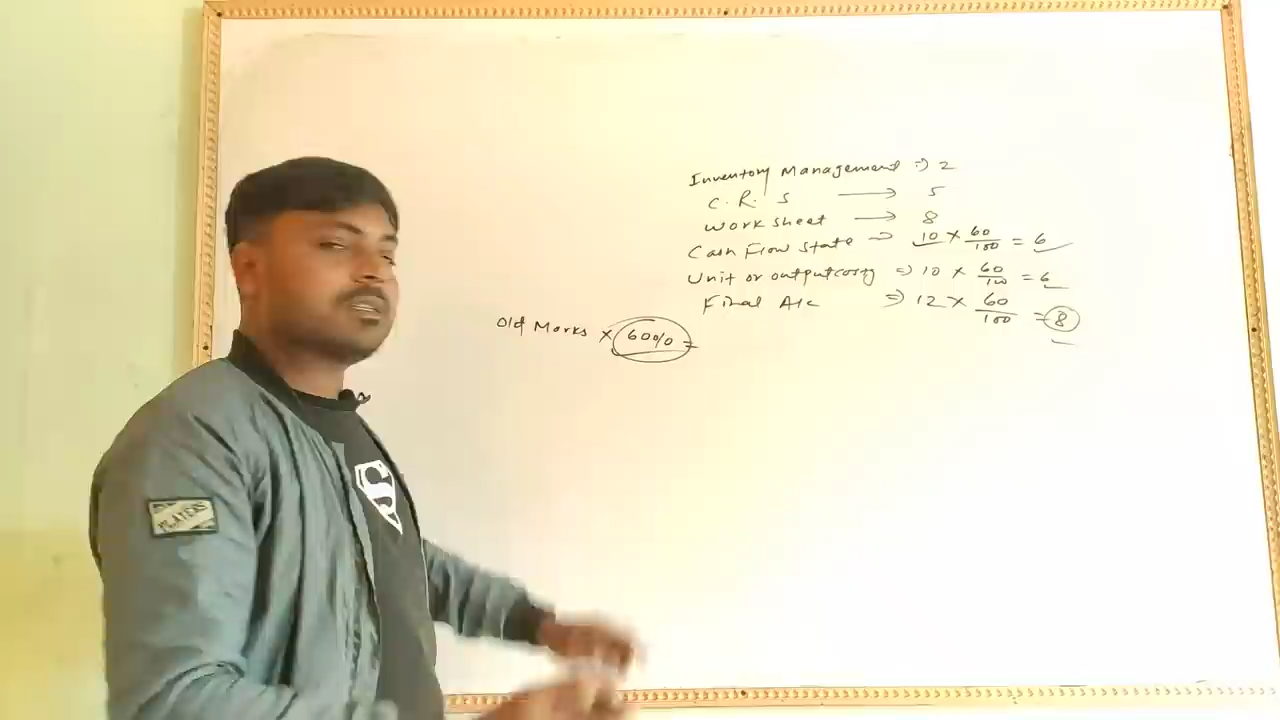 Inventory Management => 2
C. R. S → 5
Work sheet → 8
Cash Flow state → 10 × 60/100 = 6
Unit or output costg => 10 × 60/100 = 6
Final A/c => 12 × 60/100 = 8
Old Marks × 60% =
S
PLAYERS